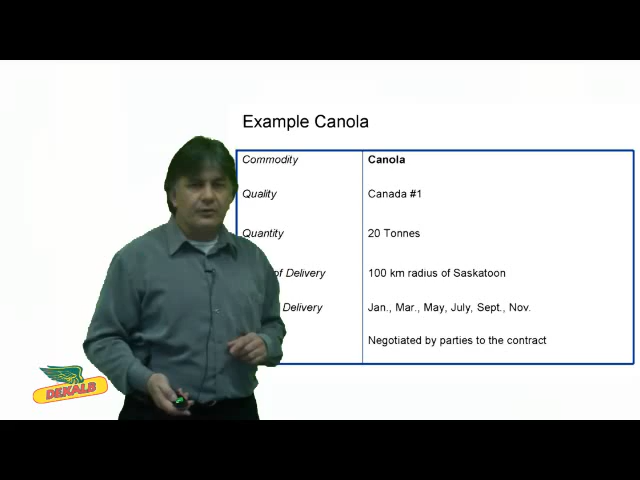 Example Canola
Commodity Canola
Quality Canada #1
Quantity 20 Tonnes
of Delivery 100 km radius of Saskatoon
Delivery Jan., Mar., May, July, Sept., Nov.
Negotiated by parties to the contract
DEKALB